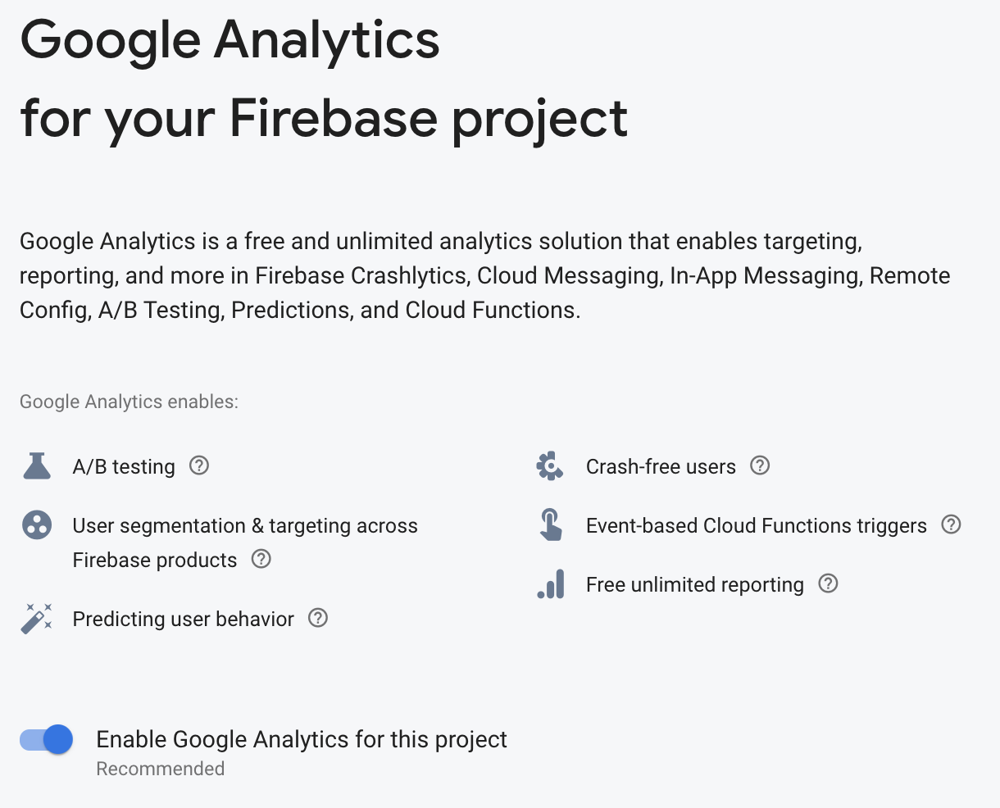 Google Analytics
for your Firebase project
Google Analytics is a free and unlimited analytics solution that enables targeting,
reporting, and more in Firebase Crashlytics, Cloud Messaging, In-App Messaging, Remote
Config, A/B Testing, Predictions, and Cloud Functions.
Google Analytics enables:
A/B testing
User segmentation & targeting across
Firebase products
Predicting user behavior
Crash-free users
Event-based Cloud Functions triggers
Free unlimited reporting
Enable Google Analytics for this project
Recommended